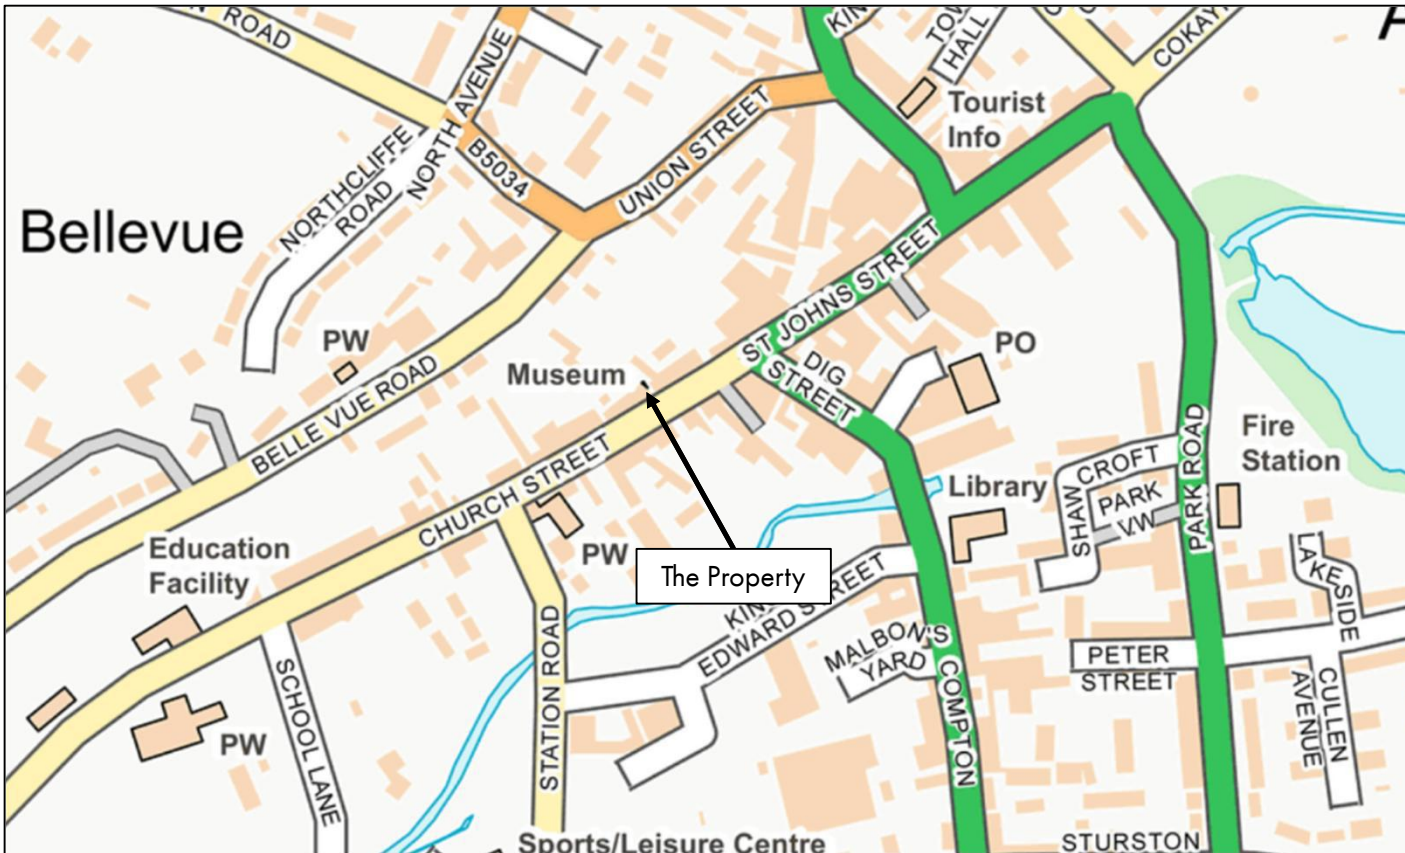 ROAD
NORTH AVENUE
TOWN
HALL
COKAYN
Tourist
Info
NORTHCLIFFE
ROAD
B5034
UNION STREET
Bellevue
ST JOHNS STREET
PW
Museum
DIG
STREET
PO
BELLE VUE ROAD
CHURCH STREET
PARK ROAD
Fire
Station
CROFT
SHAW
PARK
VW
Library
Education
Facility
PW
The Property
EDWARD STREET
LAKESIDE
MALBON'S
YARD
PETER
STREET
STATION ROAD
SCHOOL LANE
COMPTON
CULLEN
AVENUE
PW
Sports/Leisure Centre
STURSTON